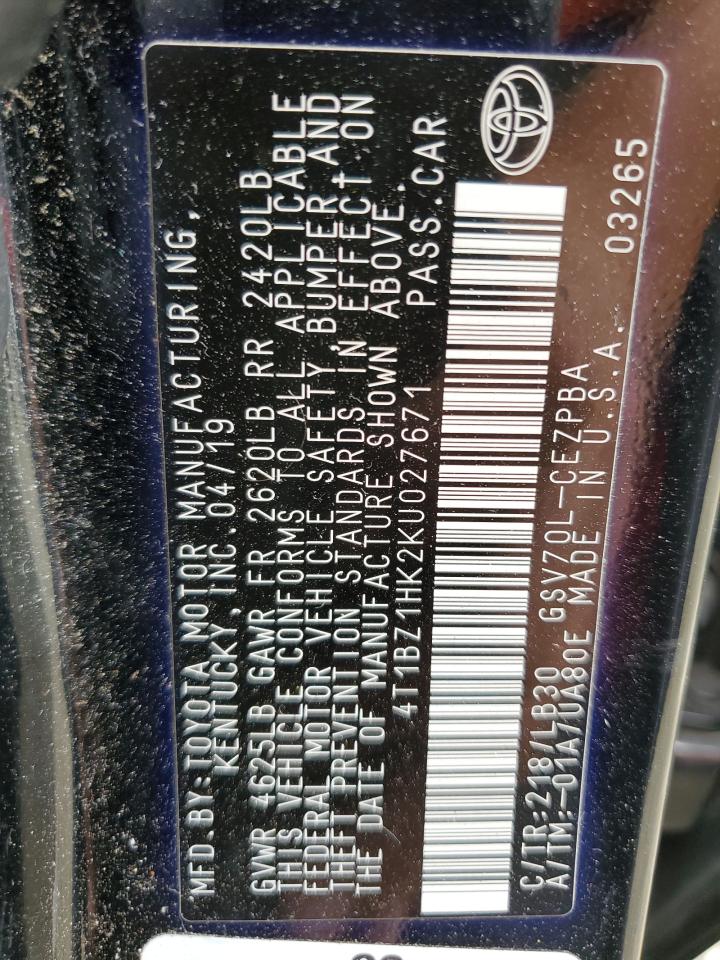 MFD.BY:TOYOTA MOTOR MANUFACTURING,
KENTUCKY,INC.04/19
GVWR 4625LB GAWR FR 2620LB RR 2420LB
THIS VEHICLE CONFORMS TO ALL APPLICABLE
FEDERAL MOTOR VEHICLE SAFETY, BUMPER AND
THEFT PREVENTION STANDARDS IN EFFECT ON
THE DATE OF MANUFACTURE SHOWN ABOVE.
4T1BZ1HK2KU027671 PASS.CAR
C/TR:218/LB30 GSV70L-CEZPBA 03265
A/TM:-01A/UA80E MADE IN U.S.A.